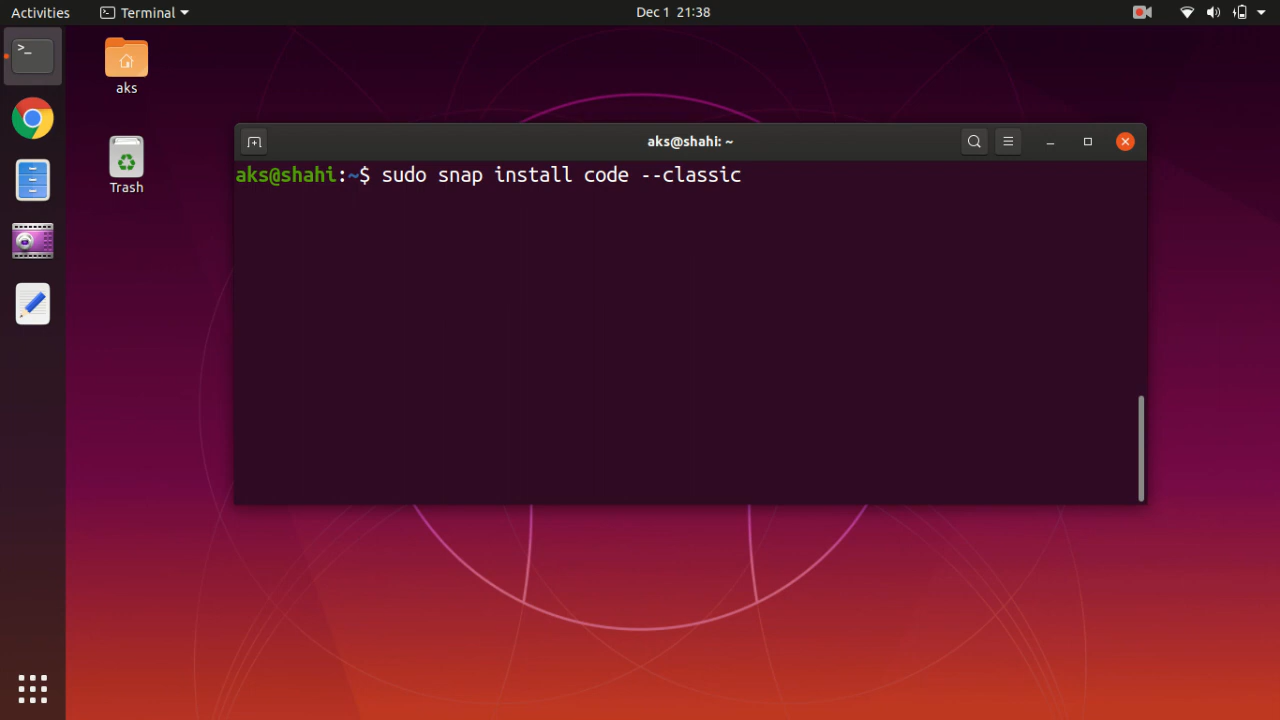 Activities
Terminal
Dec 1 21:38
aks
Trash
aks@shahi: ~
aks@shahi:~$ sudo snap install code --classic